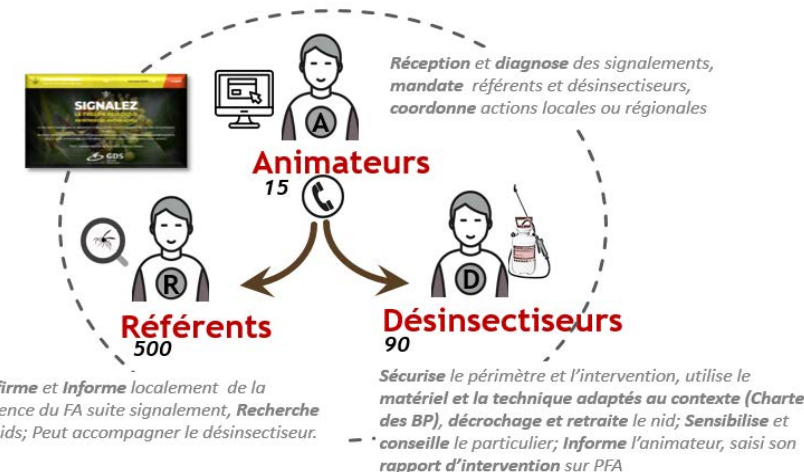 SIGNALEZ
LE FRELON ASIATIQUE
GDS
Réception et diagnose des signalements,
mandate référents et désinsectiseurs,
coordonne actions locales ou régionales
A
Animateurs
15
R
Référents
500
D
Désinsectiseurs
90
firme et Informe localement de la
ence du FA suite signalement, Recherche
ids; Peut accompagner le désinsectiseur.
Sécurise le périmètre et l'intervention, utilise le
matériel et la technique adaptés au contexte (Charte
des BP), décrochage et retraite le nid; Sensibilise et
conseille le particulier; Informe l'animateur, saisi son
rapport d'intervention sur PFA